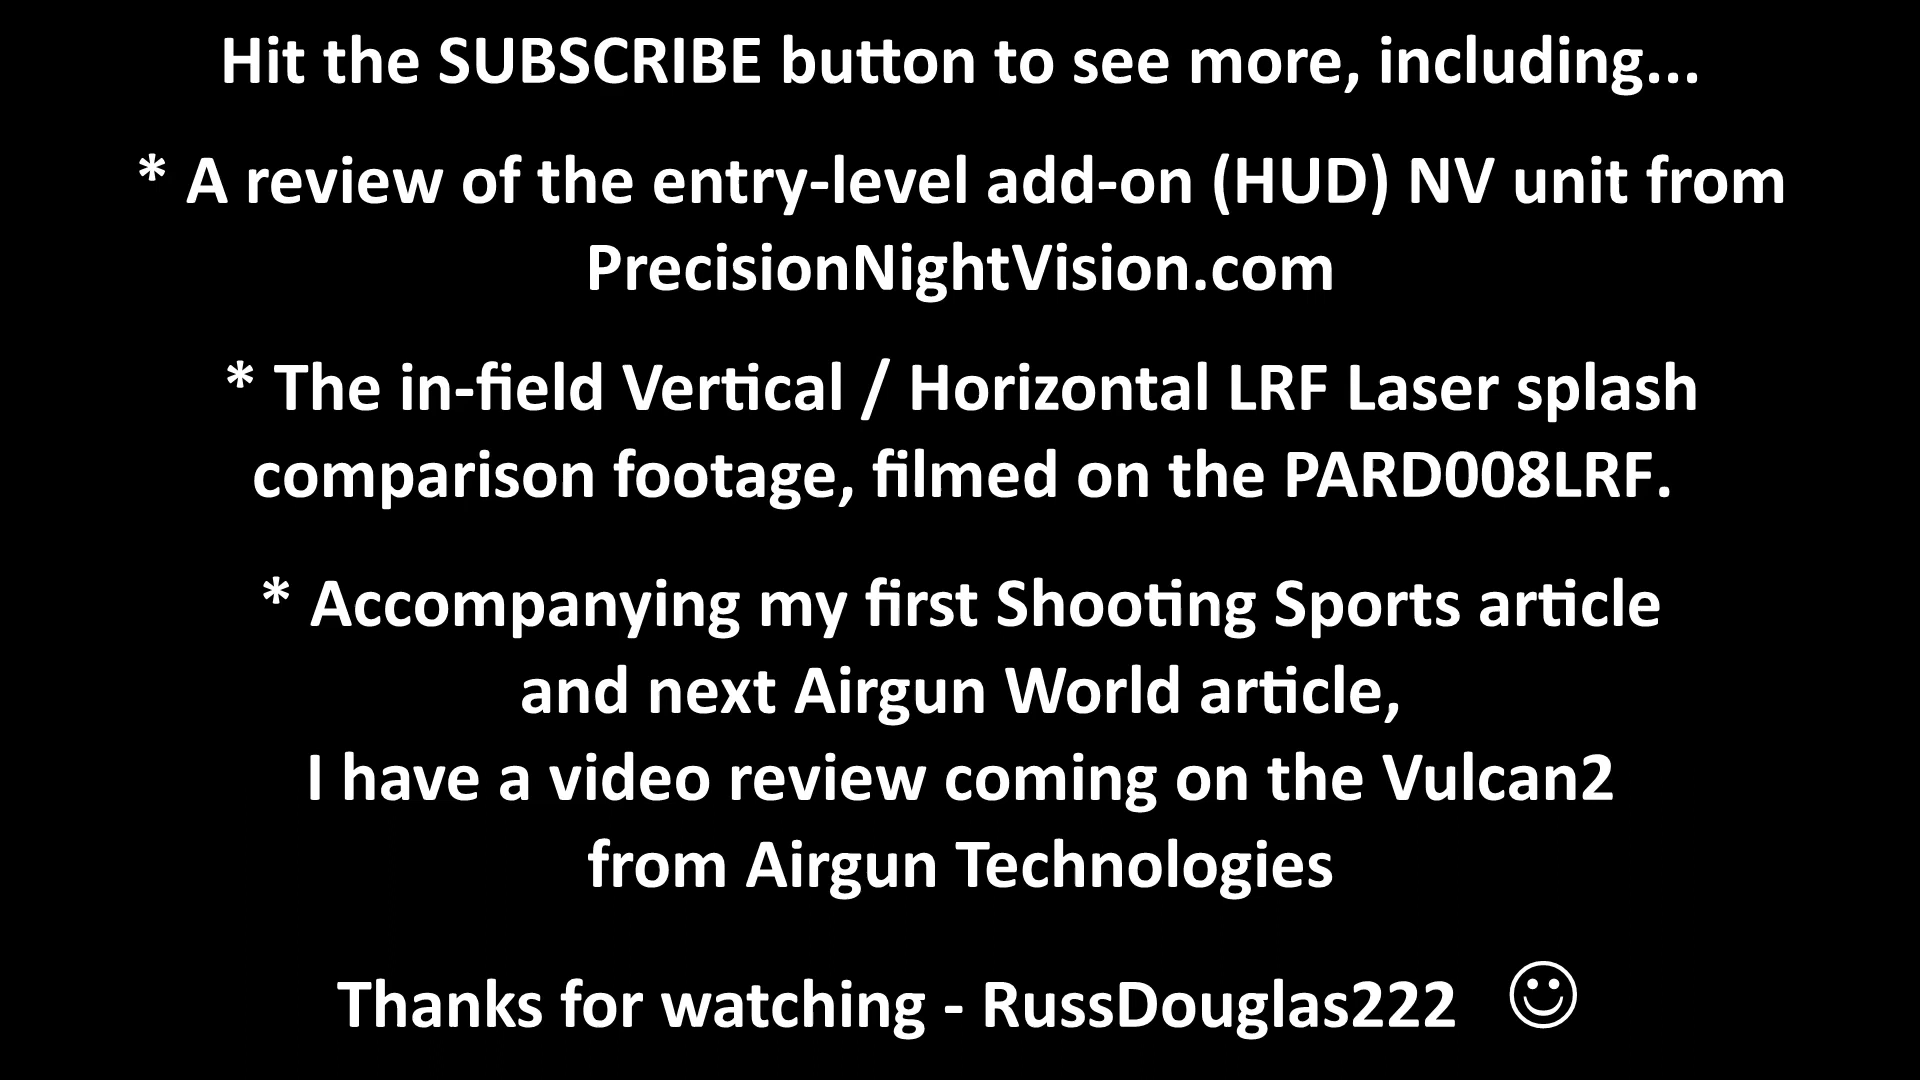 Hit the SUBSCRIBE button to see more, including...
* A review of the entry-level add-on (HUD) NV unit from
PrecisionNightVision.com
* The in-field Vertical / Horizontal LRF Laser splash
comparison footage, filmed on the PARD008LRF.
* Accompanying my first Shooting Sports article
and next Airgun World article,
I have a video review coming on the Vulcan2
from Airgun Technologies
Thanks for watching - RussDouglas222 ☺